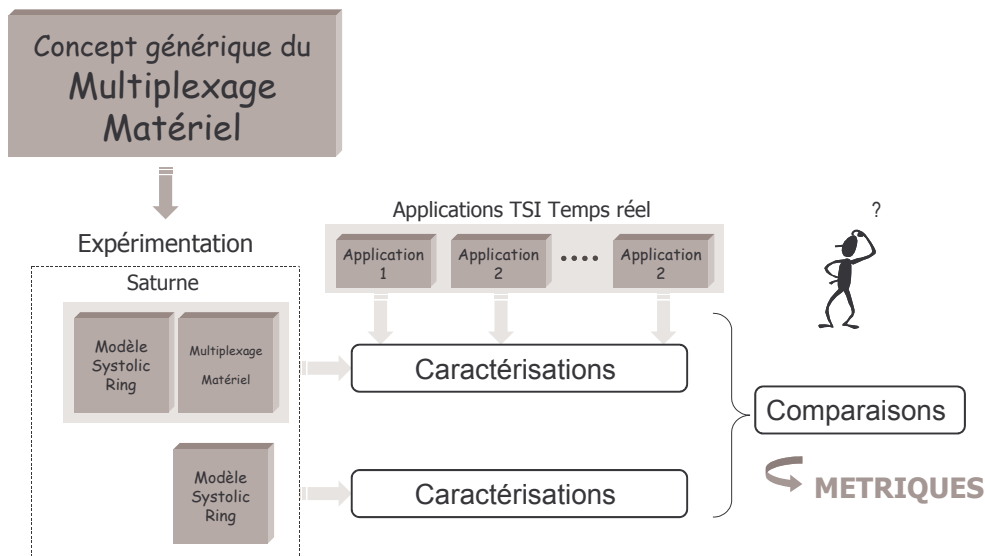 Concept générique du
Multiplexage
Matériel
Expérimentation
Saturne
Modèle
Systolic
Ring
Multiplexage
Matériel
Modèle
Systolic
Ring
Applications TSI Temps réel
Application
1
Application
2
....
Application
2
Caractérisations
Caractérisations
?
Comparaisons
METRIQUES